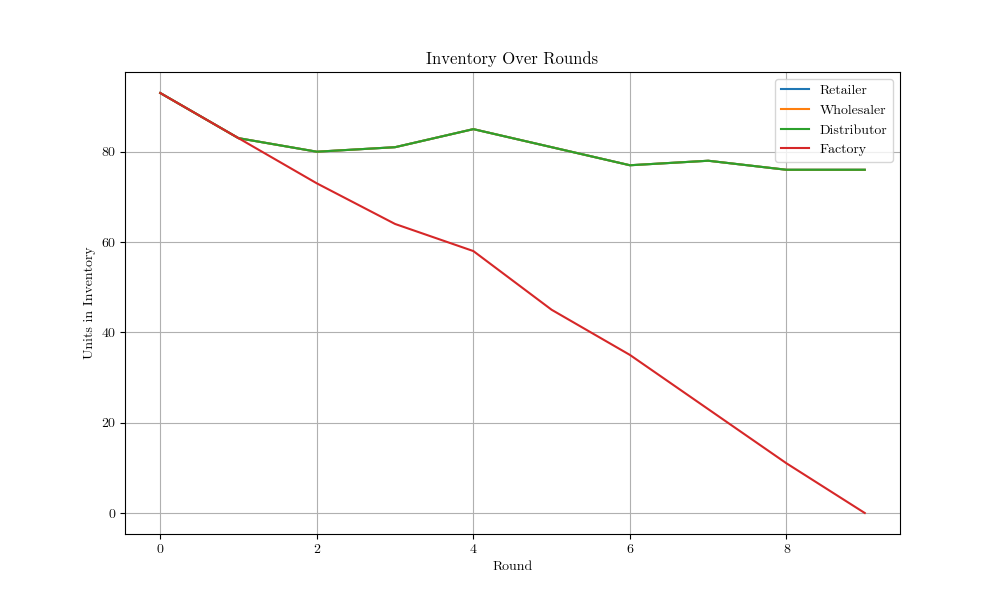 Inventory Over Rounds
Retailer
Wholesaler
Distributor
Factory
Units in Inventory
80
60
40
20
0
0 2 4 6 8
Round